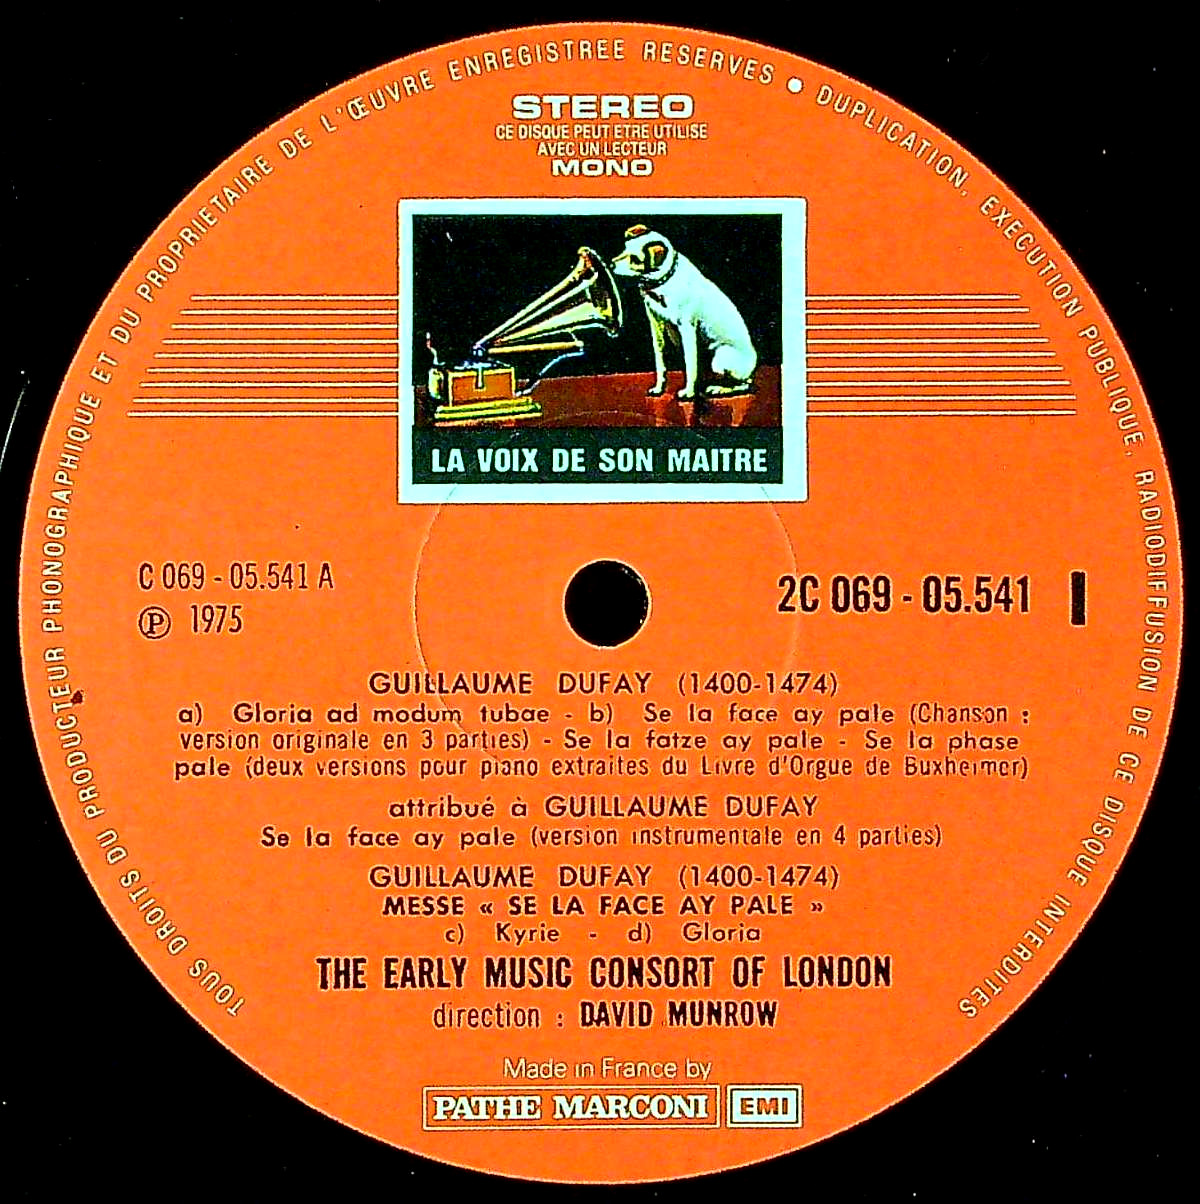 TOUS DROITS DU PRODUCTEUR PHONOGRAPHIQUE ET DU PROPRIETAIRE DE L'ŒUVRE ENREGISTREE RESERVES • DUPLICATION, EXECUTION PUBLIQUE, RADIODIFFUSION DE CE DISQUE INTERDITES
STEREO
CE DISQUE PEUT ETRE UTILISE
AVEC UN LECTEUR
MONO
LA VOIX DE SON MAITRE
C 069 - 05.541 A
Ⓟ 1975
2C 069 - 05.541 I
GUILLAUME DUFAY (1400-1474)
a) Gloria ad modum tubae - b) Se la face ay pale (Chanson :
version originale en 3 parties) - Se la fatze ay pale - Se la phase
pale (deux versions pour piano extraites du Livre d'Orgue de Buxheimer)
attribué à GUILLAUME DUFAY
Se la face ay pale (version instrumentale en 4 parties)
GUILLAUME DUFAY (1400-1474)
MESSE « SE LA FACE AY PALE »
c) Kyrie - d) Gloria
THE EARLY MUSIC CONSORT OF LONDON
direction : DAVID MUNROW
Made in France by
PATHE MARCONI EMI